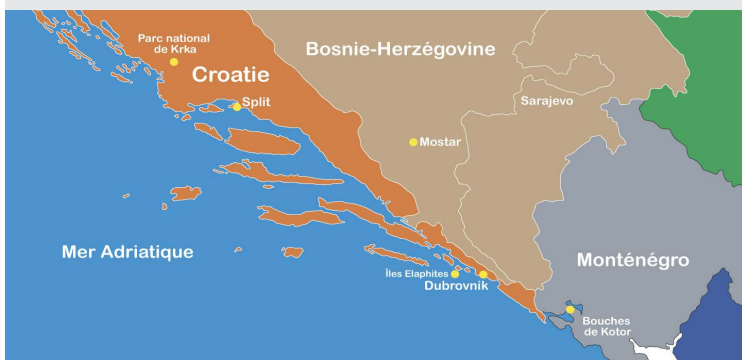 Parc national
de Krka
Bosnie-Herzégovine
Croatie
Split
Sarajevo
Mostar
Mer Adriatique
Monténégro
Îles Elaphites
Dubrovnik
Bouches
de Kotor